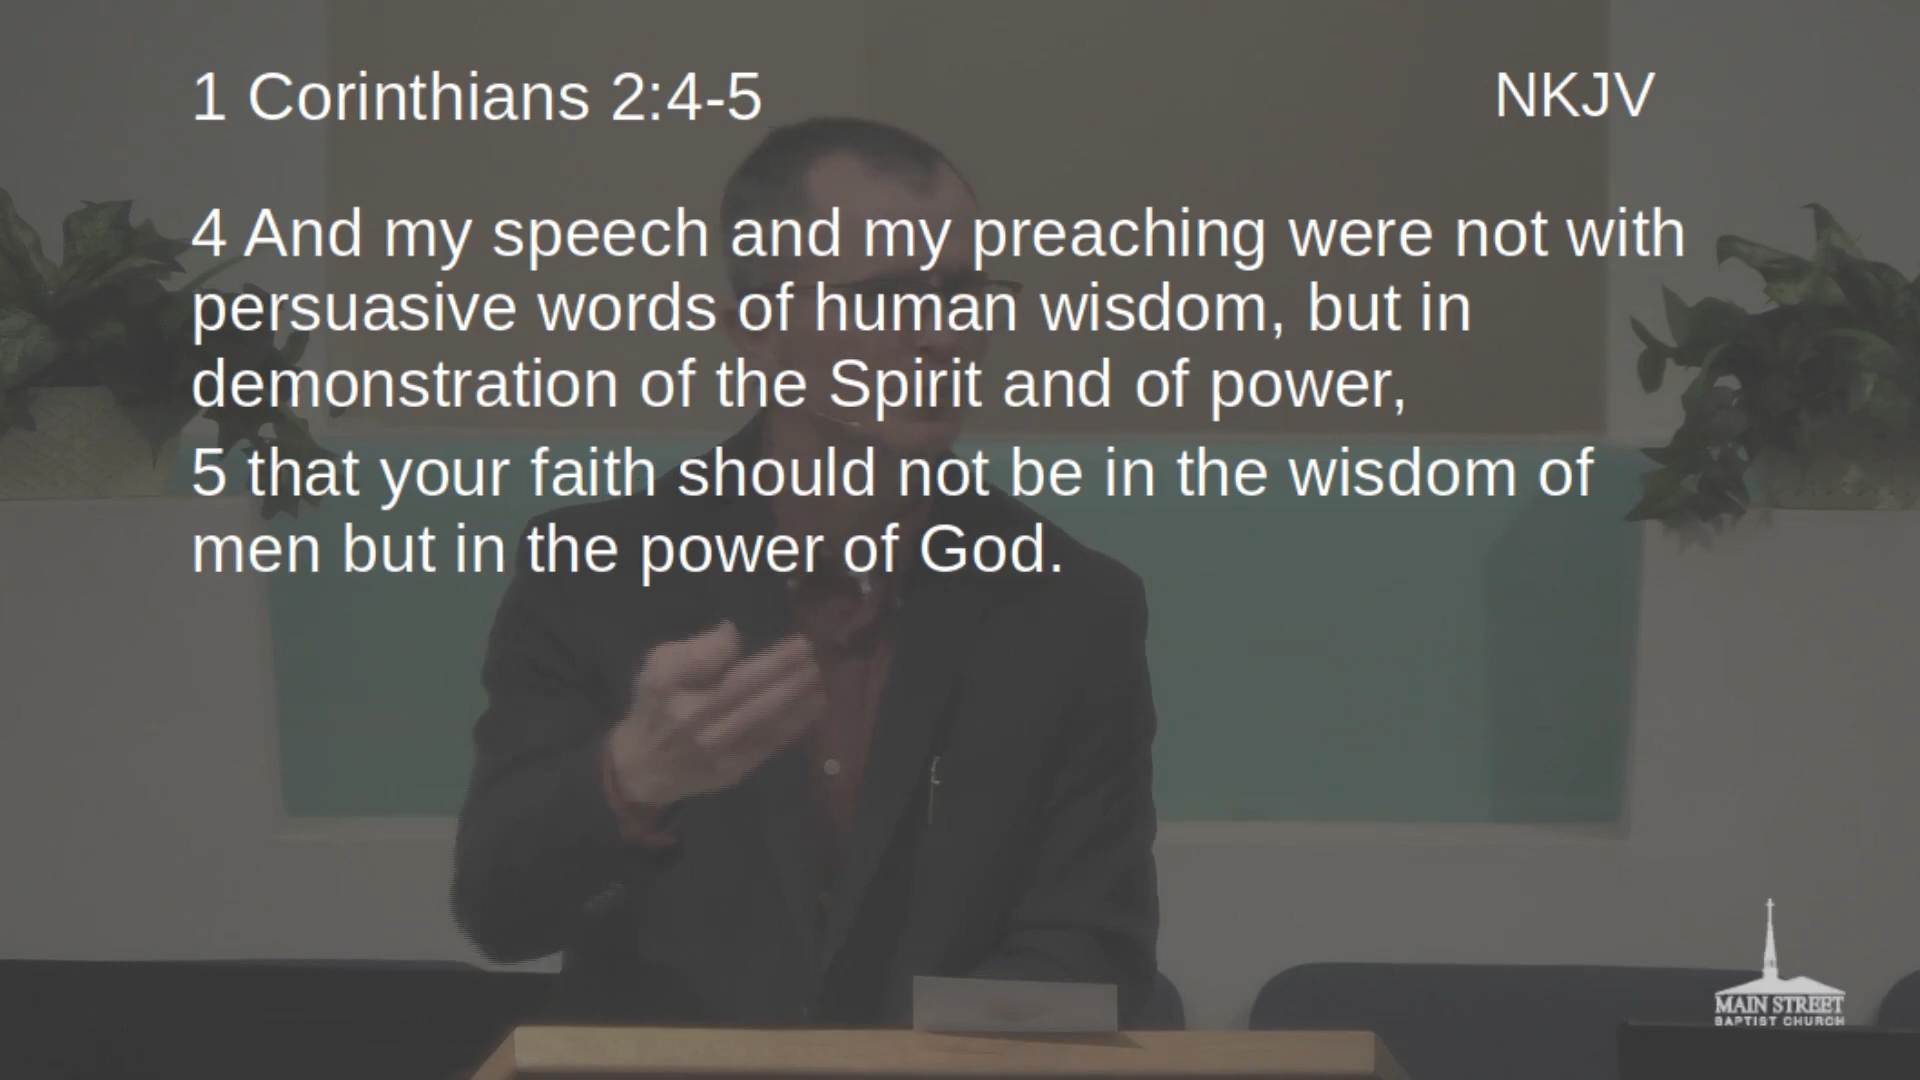 1 Corinthians 2:4-5 NKJV
4 And my speech and my preaching were not with
persuasive words of human wisdom, but in
demonstration of the Spirit and of power,
5 that your faith should not be in the wisdom of
men but in the power of God.
MAIN STREET
BAPTIST CHURCH